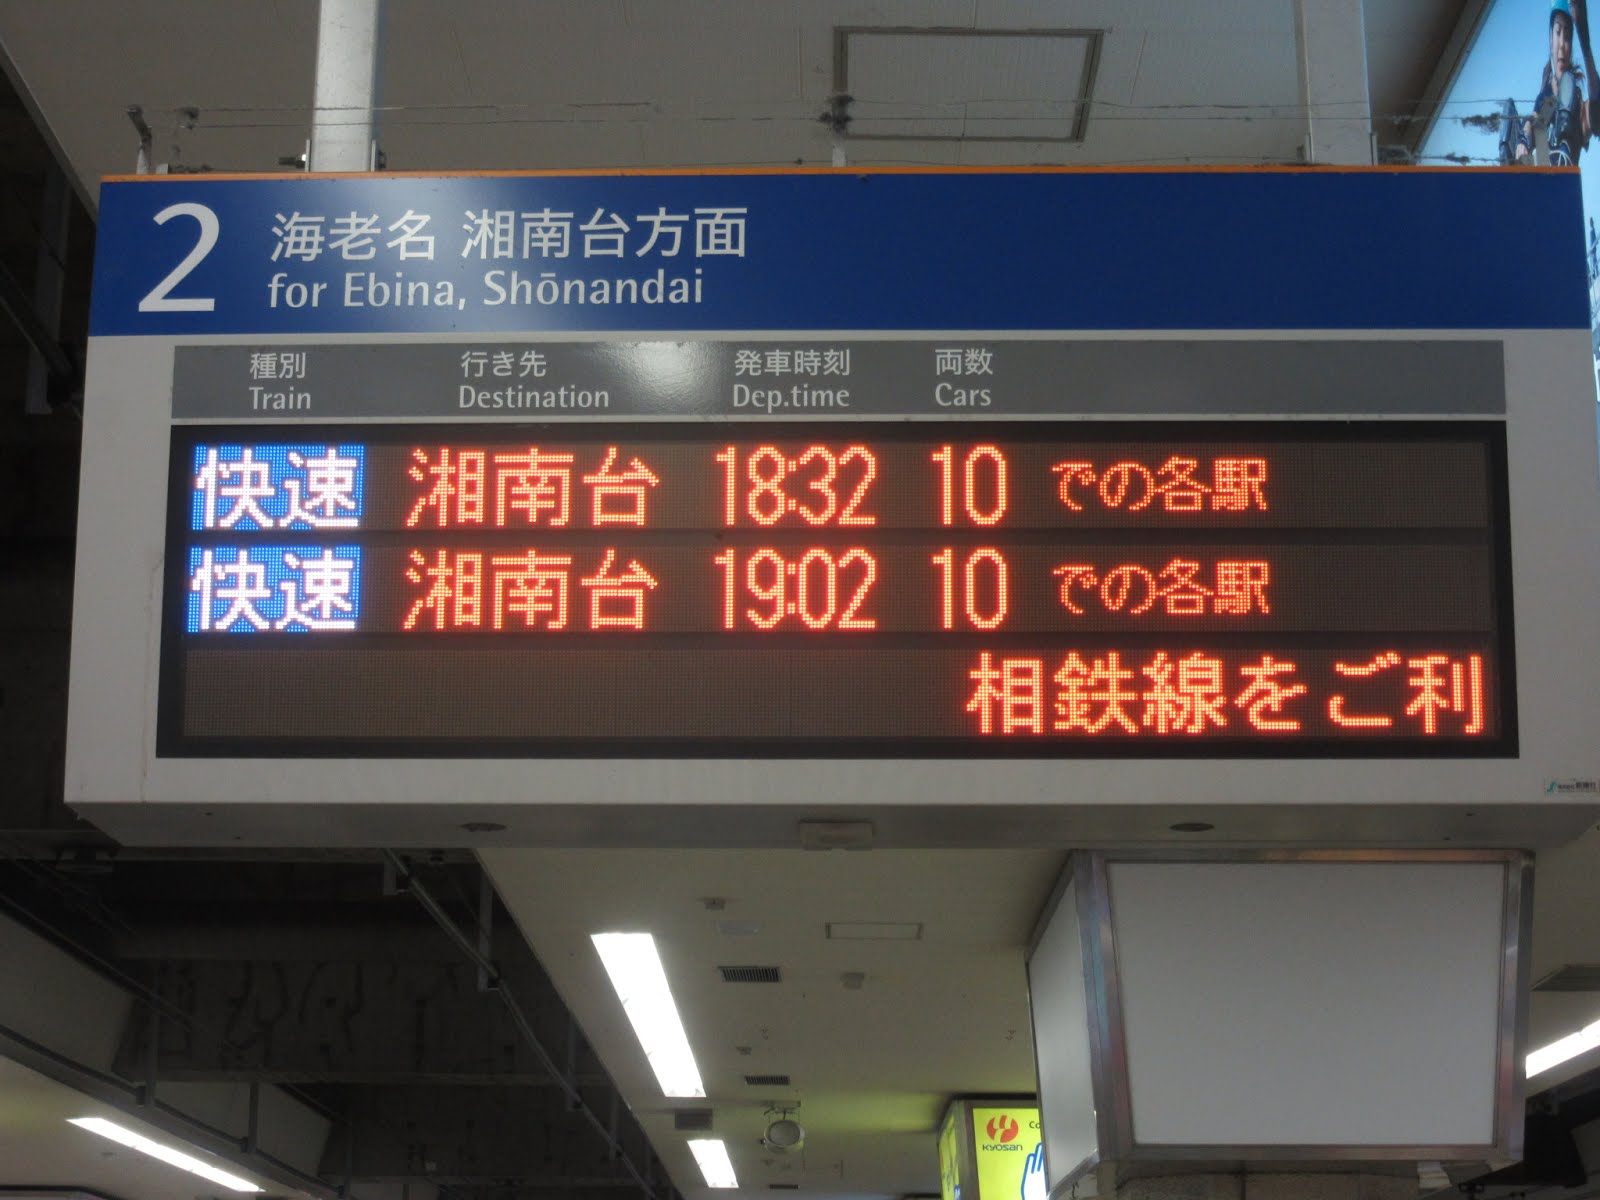 2 海老名 湘南台方面
for Ebina, Shōnandai
種別 行き先 発車時刻 両数
Train Destination Dep.time Cars
快速 湘南台 18:32 10 での各駅
快速 湘南台 19:02 10 での各駅
相鉄線をご利
KYOSAN
Co